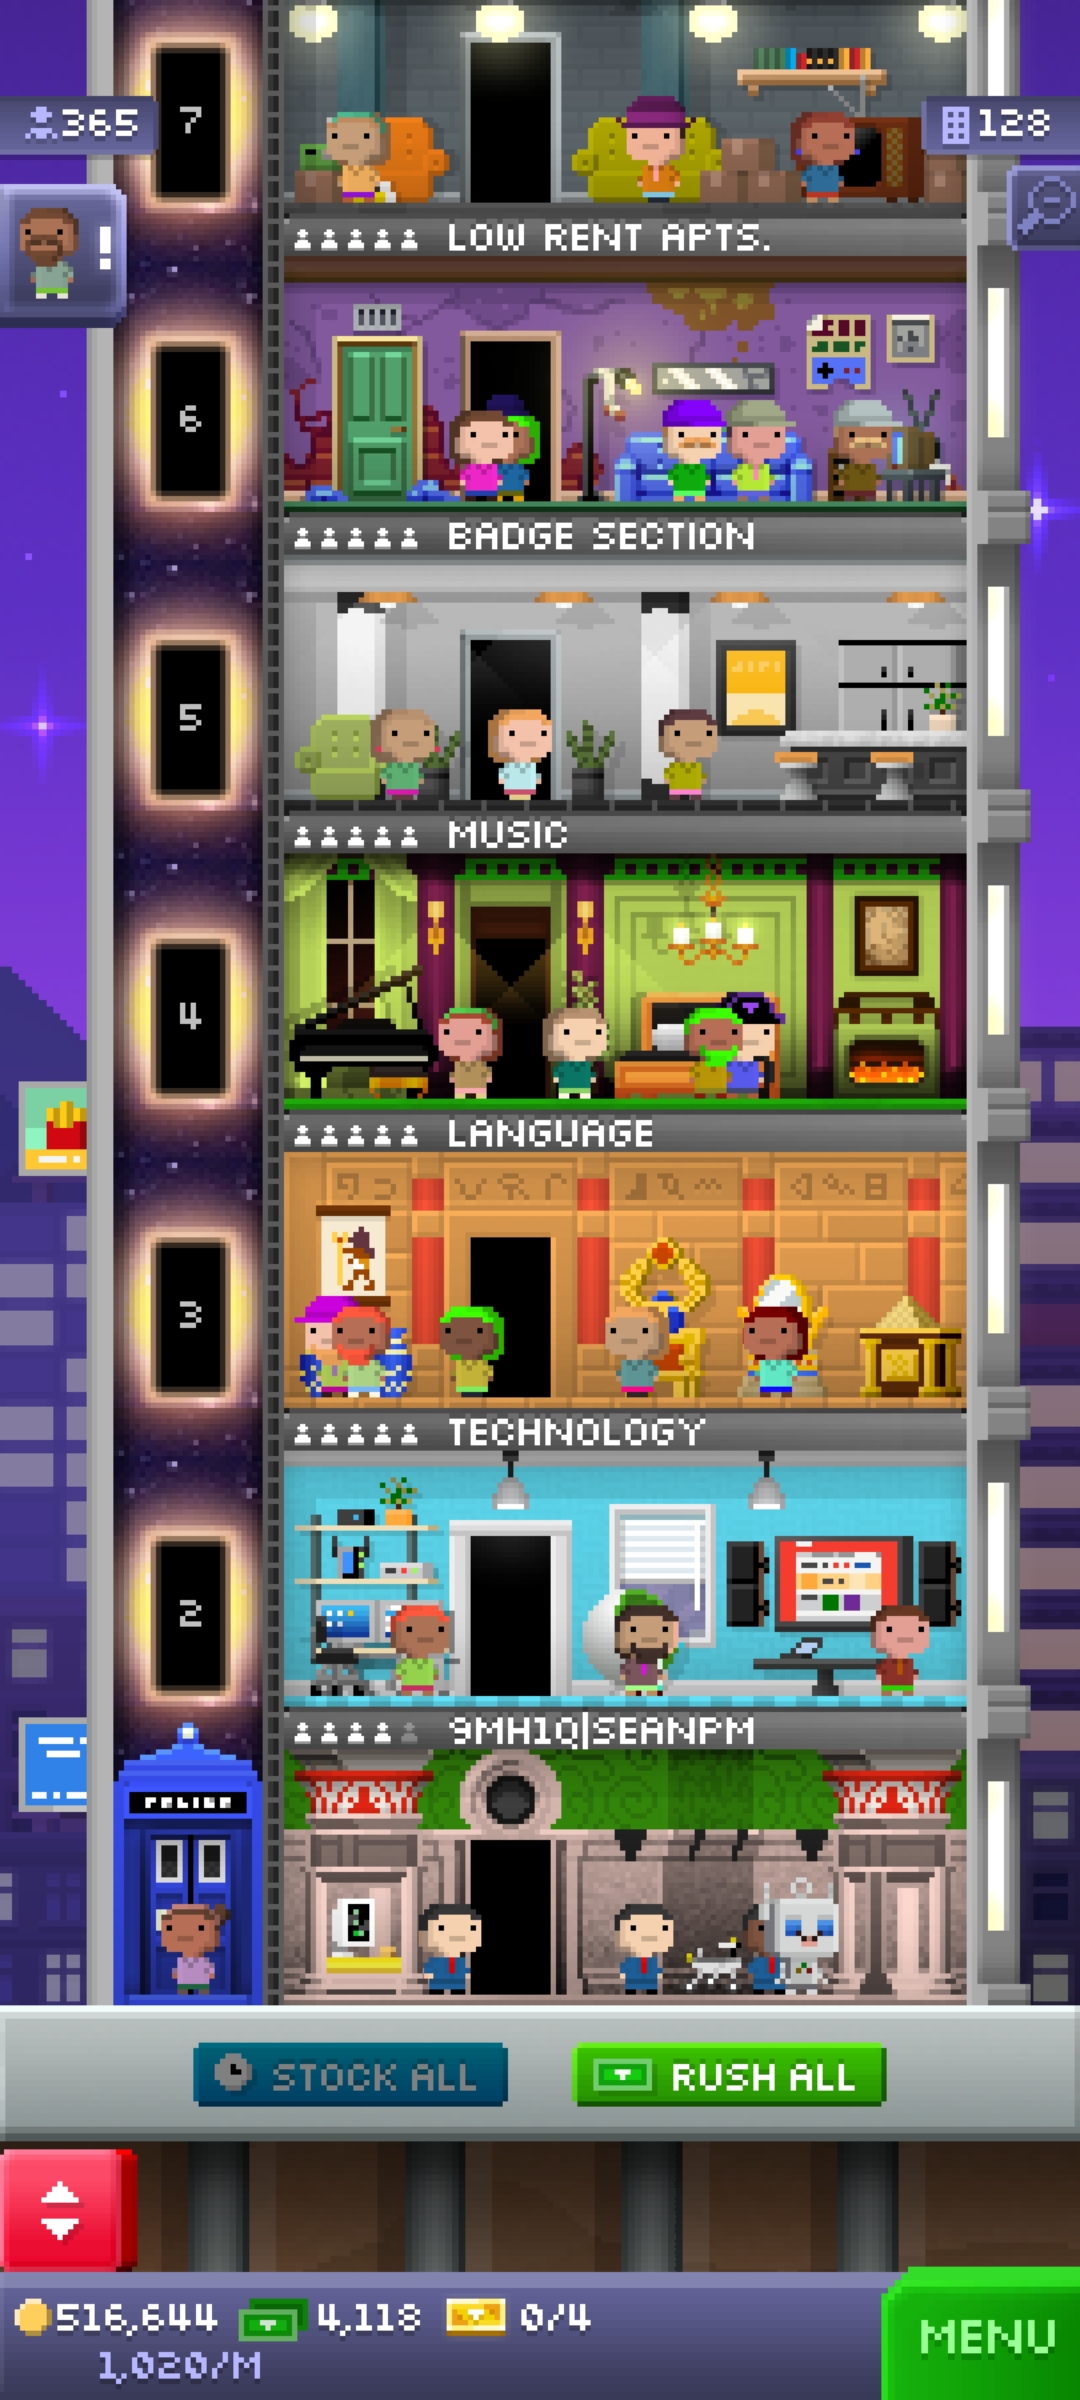 7
365
128
!
LOW RENT APTS.
6
BADGE SECTION
5
MUSIC
4
LANGUAGE
3
TECHNOLOGY
2
9MH1Q|SEANPM
POLICE
STOCK ALL
RUSH ALL
516,644
4,118
0/4
1,020/M
MENU